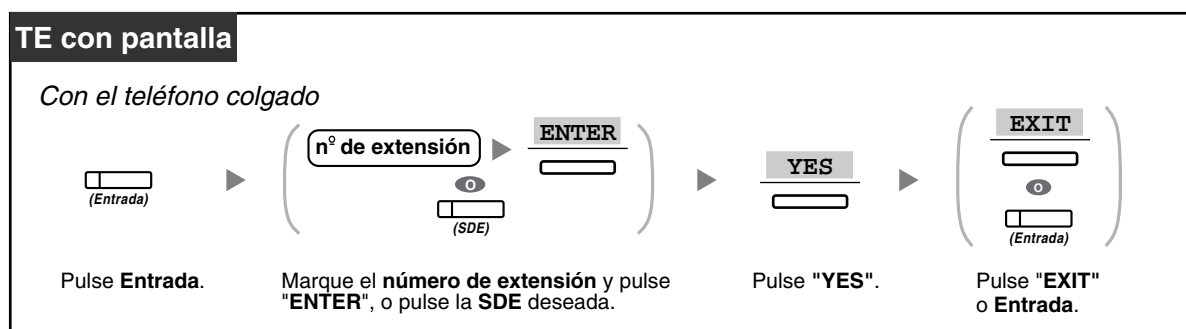 TE con pantalla
Con el teléfono colgado
(Entrada)
nº de extensión
ENTER
o
(SDE)
YES
EXIT
o
(Entrada)
Pulse Entrada.
Marque el número de extensión y pulse
"ENTER", o pulse la SDE deseada.
Pulse "YES".
Pulse "EXIT"
o Entrada.